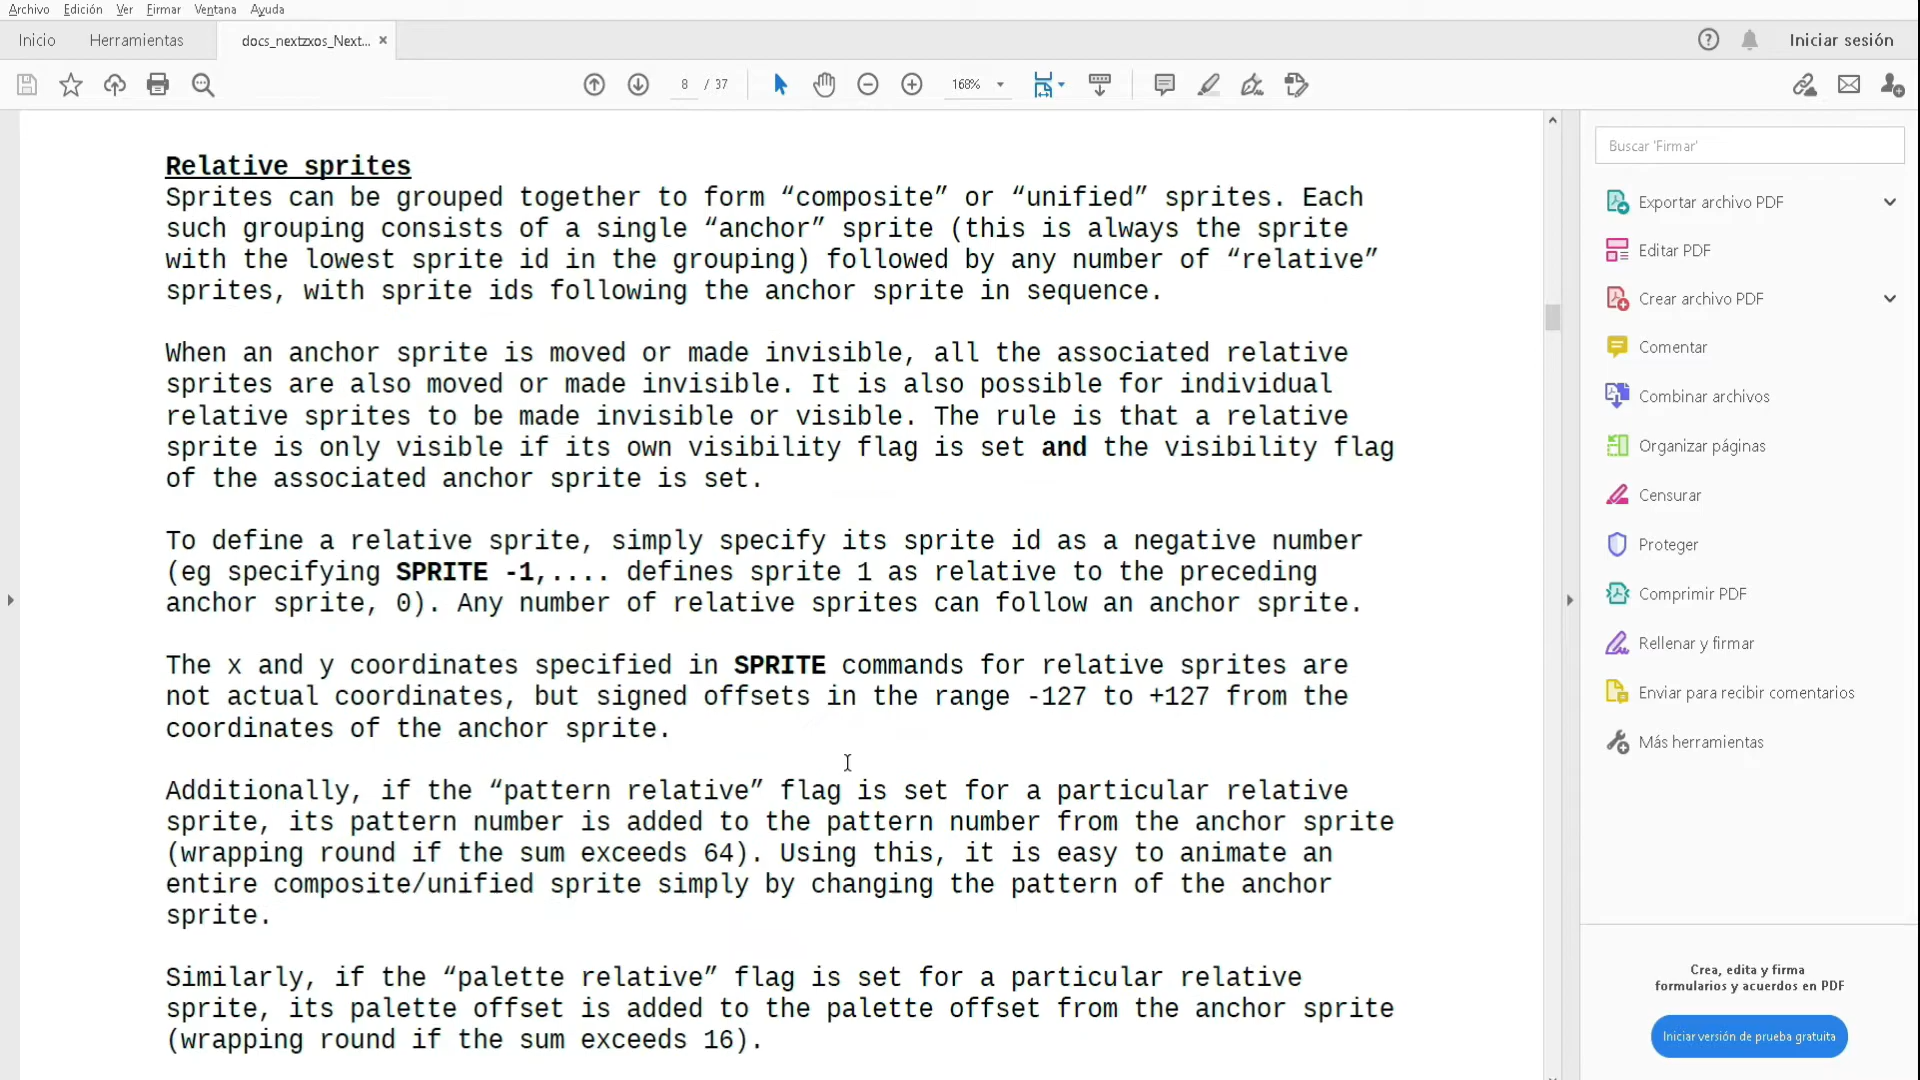 Archivo Edición Ver Firmar Ventana Ayuda
Inicio Herramientas docs_nextzxos_Next... × Iniciar sesión
8 / 37 168%
Relative sprites
Sprites can be grouped together to form “composite” or “unified” sprites. Each
such grouping consists of a single “anchor” sprite (this is always the sprite
with the lowest sprite id in the grouping) followed by any number of “relative”
sprites, with sprite ids following the anchor sprite in sequence.
When an anchor sprite is moved or made invisible, all the associated relative
sprites are also moved or made invisible. It is also possible for individual
relative sprites to be made invisible or visible. The rule is that a relative
sprite is only visible if its own visibility flag is set and the visibility flag
of the associated anchor sprite is set.
To define a relative sprite, simply specify its sprite id as a negative number
(eg specifying SPRITE -1,.... defines sprite 1 as relative to the preceding
anchor sprite, 0). Any number of relative sprites can follow an anchor sprite.
The x and y coordinates specified in SPRITE commands for relative sprites are
not actual coordinates, but signed offsets in the range -127 to +127 from the
coordinates of the anchor sprite.
Additionally, if the “pattern relative” flag is set for a particular relative
sprite, its pattern number is added to the pattern number from the anchor sprite
(wrapping round if the sum exceeds 64). Using this, it is easy to animate an
entire composite/unified sprite simply by changing the pattern of the anchor
sprite.
Similarly, if the “palette relative” flag is set for a particular relative
sprite, its palette offset is added to the palette offset from the anchor sprite
(wrapping round if the sum exceeds 16).
Buscar 'Firmar'
Exportar archivo PDF
Editar PDF
Crear archivo PDF
Comentar
Combinar archivos
Organizar páginas
Censurar
Proteger
Comprimir PDF
Rellenar y firmar
Enviar para recibir comentarios
Más herramientas
Crea, edita y firma
formularios y acuerdos en PDF
Iniciar versión de prueba gratuita